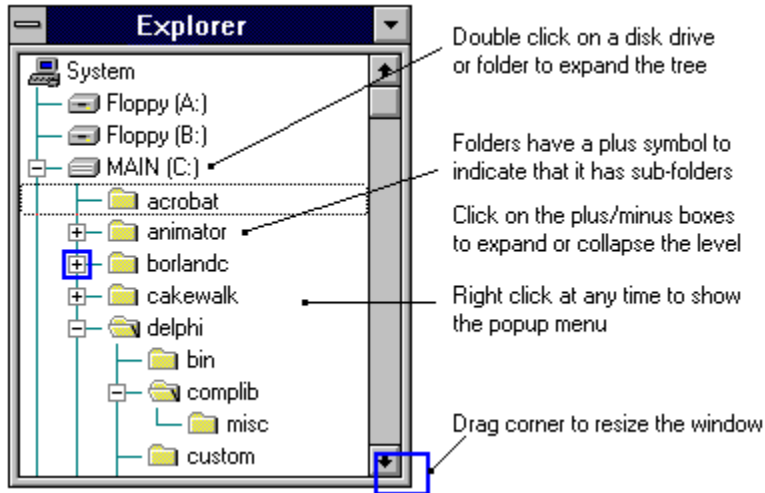 Explorer
System
Floppy (A:)
Floppy (B:)
MAIN (C:)
acrobat
animator
borlandc
cakewalk
delphi
bin
complib
misc
custom
Double click on a disk drive
or folder to expand the tree
Folders have a plus symbol to
indicate that it has sub-folders
Click on the plus/minus boxes
to expand or collapse the level
Right click at any time to show
the popup menu
Drag corner to resize the window